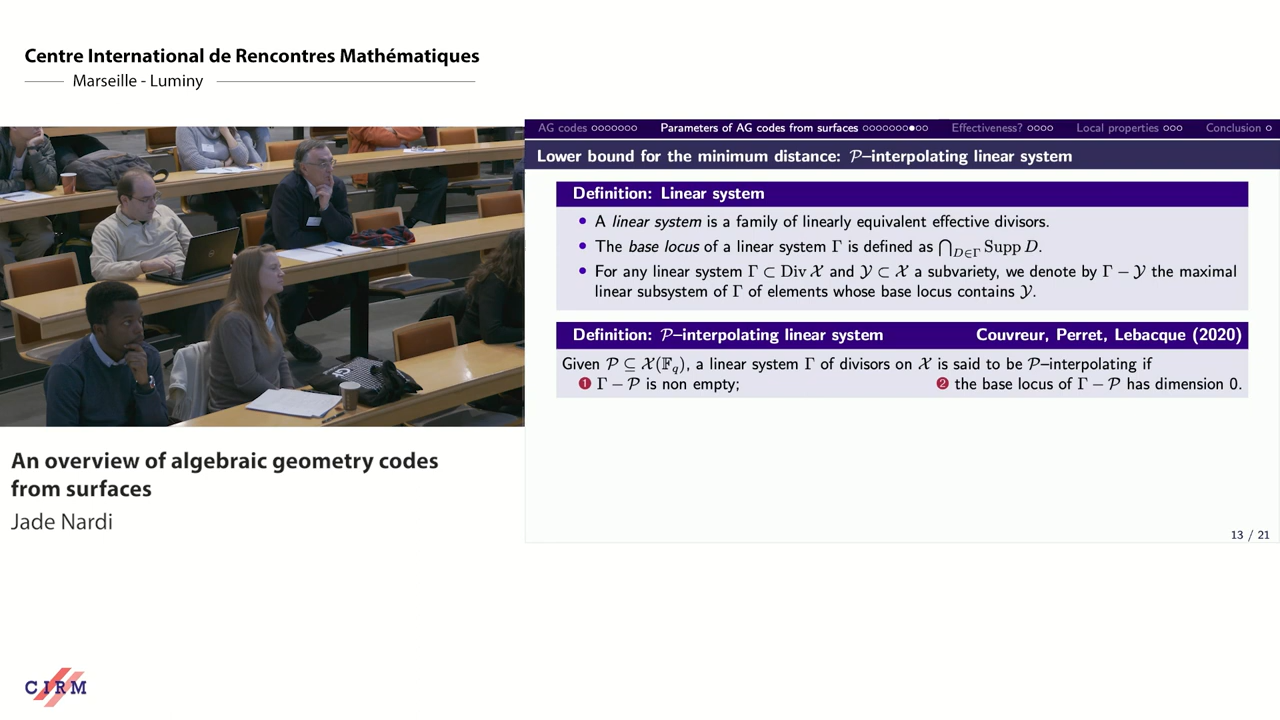 Centre International de Rencontres Mathématiques
Marseille - Luminy
AG codes Parameters of AG codes from surfaces Effectiveness? Local properties Conclusion
Lower bound for the minimum distance: 𝒫–interpolating linear system
Definition: Linear system
• A linear system is a family of linearly equivalent effective divisors.
• The base locus of a linear system Γ is defined as ⋂_{D∈Γ} Supp D.
• For any linear system Γ ⊂ Div 𝒳 and 𝒴 ⊂ 𝒳 a subvariety, we denote by Γ − 𝒴 the maximal
linear subsystem of Γ of elements whose base locus contains 𝒴.
Definition: 𝒫–interpolating linear system Couvreur, Perret, Lebacque (2020)
Given 𝒫 ⊆ 𝒳(𝔽_q), a linear system Γ of divisors on 𝒳 is said to be 𝒫–interpolating if
❶ Γ − 𝒫 is non empty; ❷ the base locus of Γ − 𝒫 has dimension 0.
13 / 21
An overview of algebraic geometry codes
from surfaces
Jade Nardi
CIRM